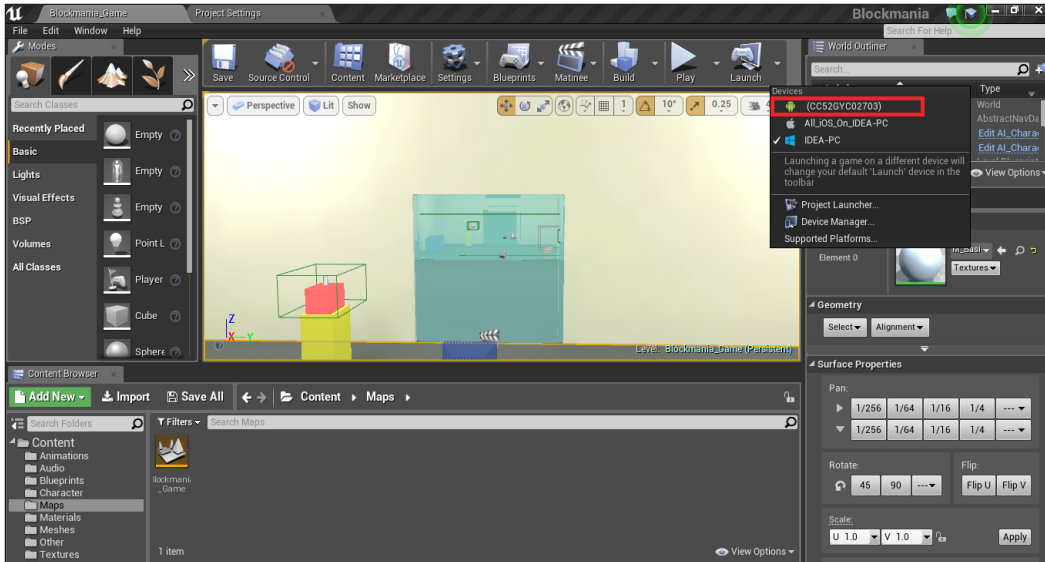 Blockmania_Game
Project Settings
Blockmania
File Edit Window Help
Search For Help
Modes
Save
Source Control
Content
Marketplace
Settings
Blueprints
Matinee
Build
Play
Launch
World Outliner
Search...
Type
World
AbstractNavDa
Edit AI_Chara
Edit AI_Chara
View Options
Search Classes
Recently Placed
Basic
Lights
Visual Effects
BSP
Volumes
All Classes
Empty
Empty
Empty
Point L
Player
Cube
Sphere
Perspective
Lit
Show
1
10°
0.25
4
Z
X
Y
Level: Blockmania_Game (Persistent)
Devices
(CC52GYC02703)
All_iOS_On_IDEA-PC
IDEA-PC
Launching a game on a different device will
change your default 'Launch' device in the
toolbar
Project Launcher...
Device Manager...
Supported Platforms...
Element 0
M_Basi
Textures
Geometry
Select
Alignment
Surface Properties
Pan:
1/256 1/64 1/16 1/4 ---
1/256 1/64 1/16 1/4 ---
Rotate:
Flip:
45 90 ---
Flip U Flip V
Scale:
U 1.0 V 1.0
Apply
Content Browser
Add New
Import
Save All
Content
Maps
Search Folders
Filters
Search Maps
Content
Animations
Audio
Blueprints
Character
Maps
Materials
Meshes
Other
Textures
Blockmania
_Game
1 item
View Options